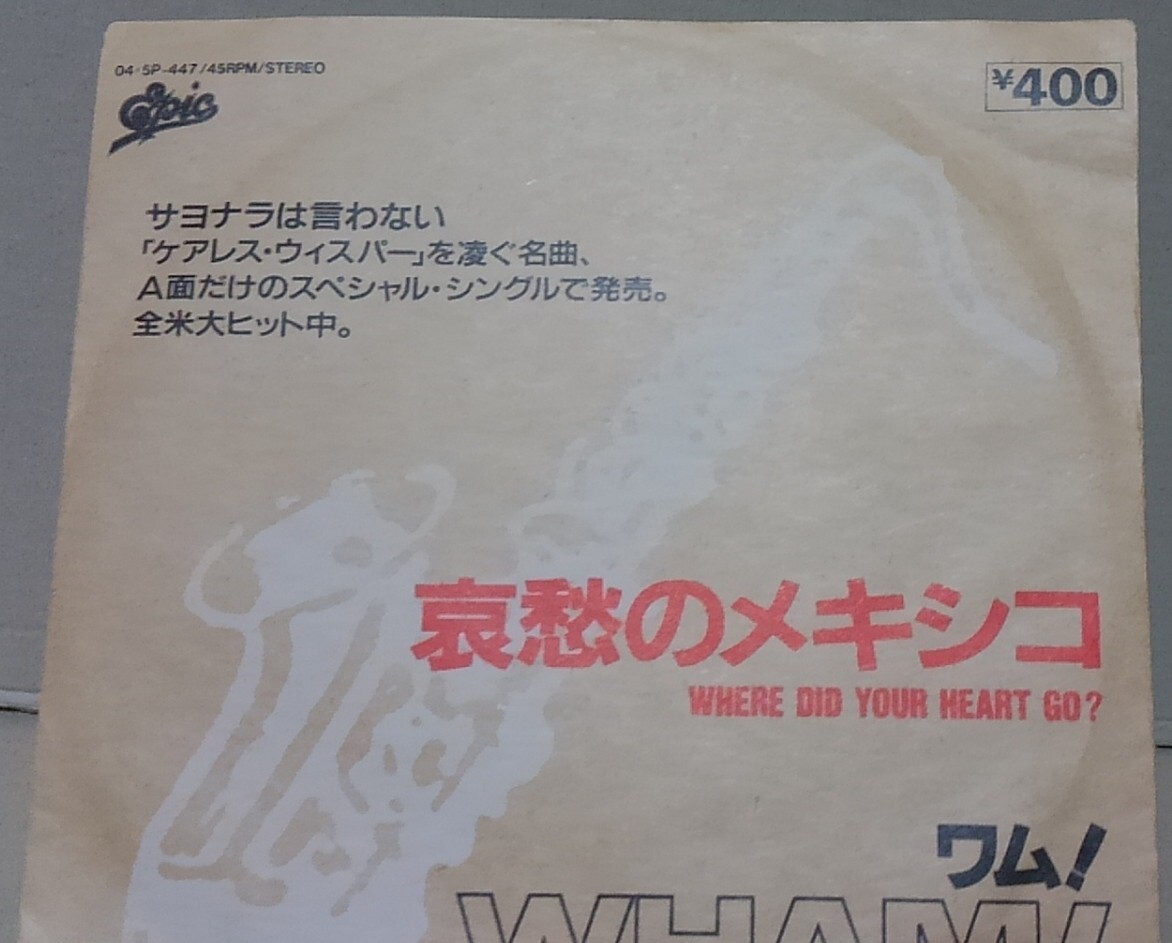 04・5P-447/45RPM/STEREO
Epic
¥400
サヨナラは言わない
「ケアレス・ウィスパー」を凌ぐ名曲、
A面だけのスペシャル・シングルで発売。
全米大ヒット中。
哀愁のメキシコ
WHERE DID YOUR HEART GO?
ワム!
WHAM!